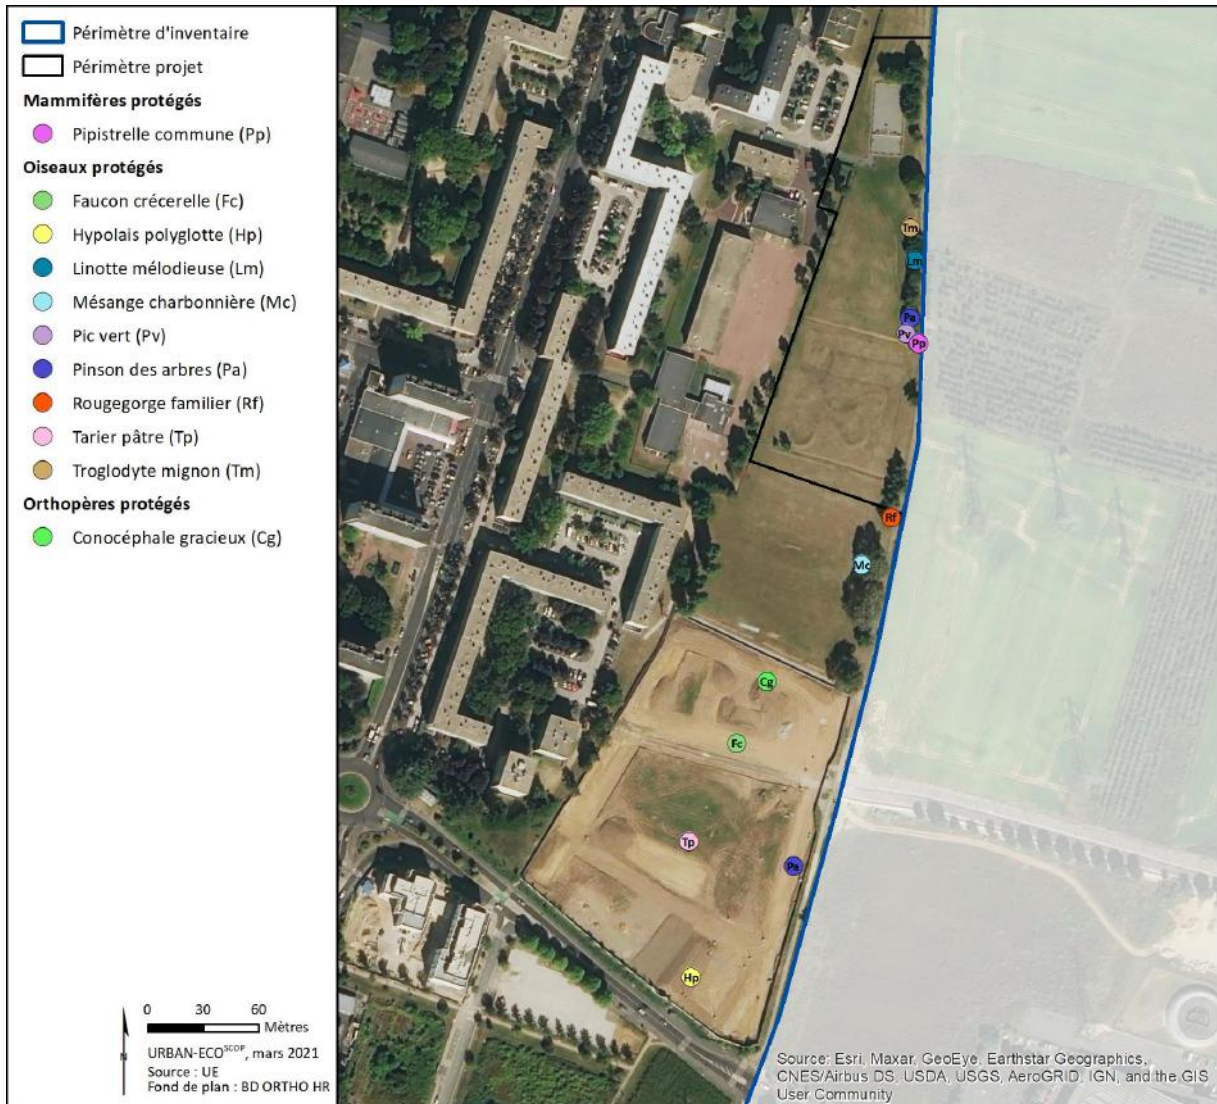 Périmètre d'inventaire
Périmètre projet
Mammifères protégés
Pipistrelle commune (Pp)
Oiseaux protégés
Faucon crécerelle (Fc)
Hypolais polyglotte (Hp)
Linotte mélodieuse (Lm)
Mésange charbonnière (Mc)
Pic vert (Pv)
Pinson des arbres (Pa)
Rougegorge familier (Rf)
Tarier pâtre (Tp)
Troglodyte mignon (Tm)
Orthopères protégés
Conocéphale gracieux (Cg)
Tm
Lm
Pa
Pv
Pp
Rf
Mc
Cg
Fc
Tp
Pa
Hp
0 30 60
Mètres
N
URBAN-ECOSCOP, mars 2021
Source : UE
Fond de plan : BD ORTHO HR
Source: Esri, Maxar, GeoEye, Earthstar Geographics,
CNES/Airbus DS, USDA, USGS, AeroGRID, IGN, and the GIS
User Community